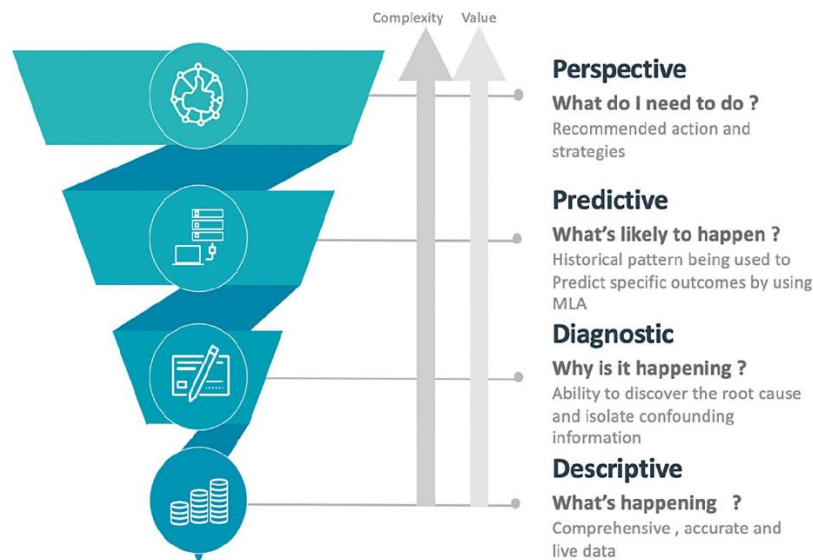 Complexity Value
Perspective
What do I need to do ?
Recommended action and
strategies
Predictive
What's likely to happen ?
Historical pattern being used to
Predict specific outcomes by using
MLA
Diagnostic
Why is it happening ?
Ability to discover the root cause
and isolate confounding
information
Descriptive
What's happening ?
Comprehensive , accurate and
live data